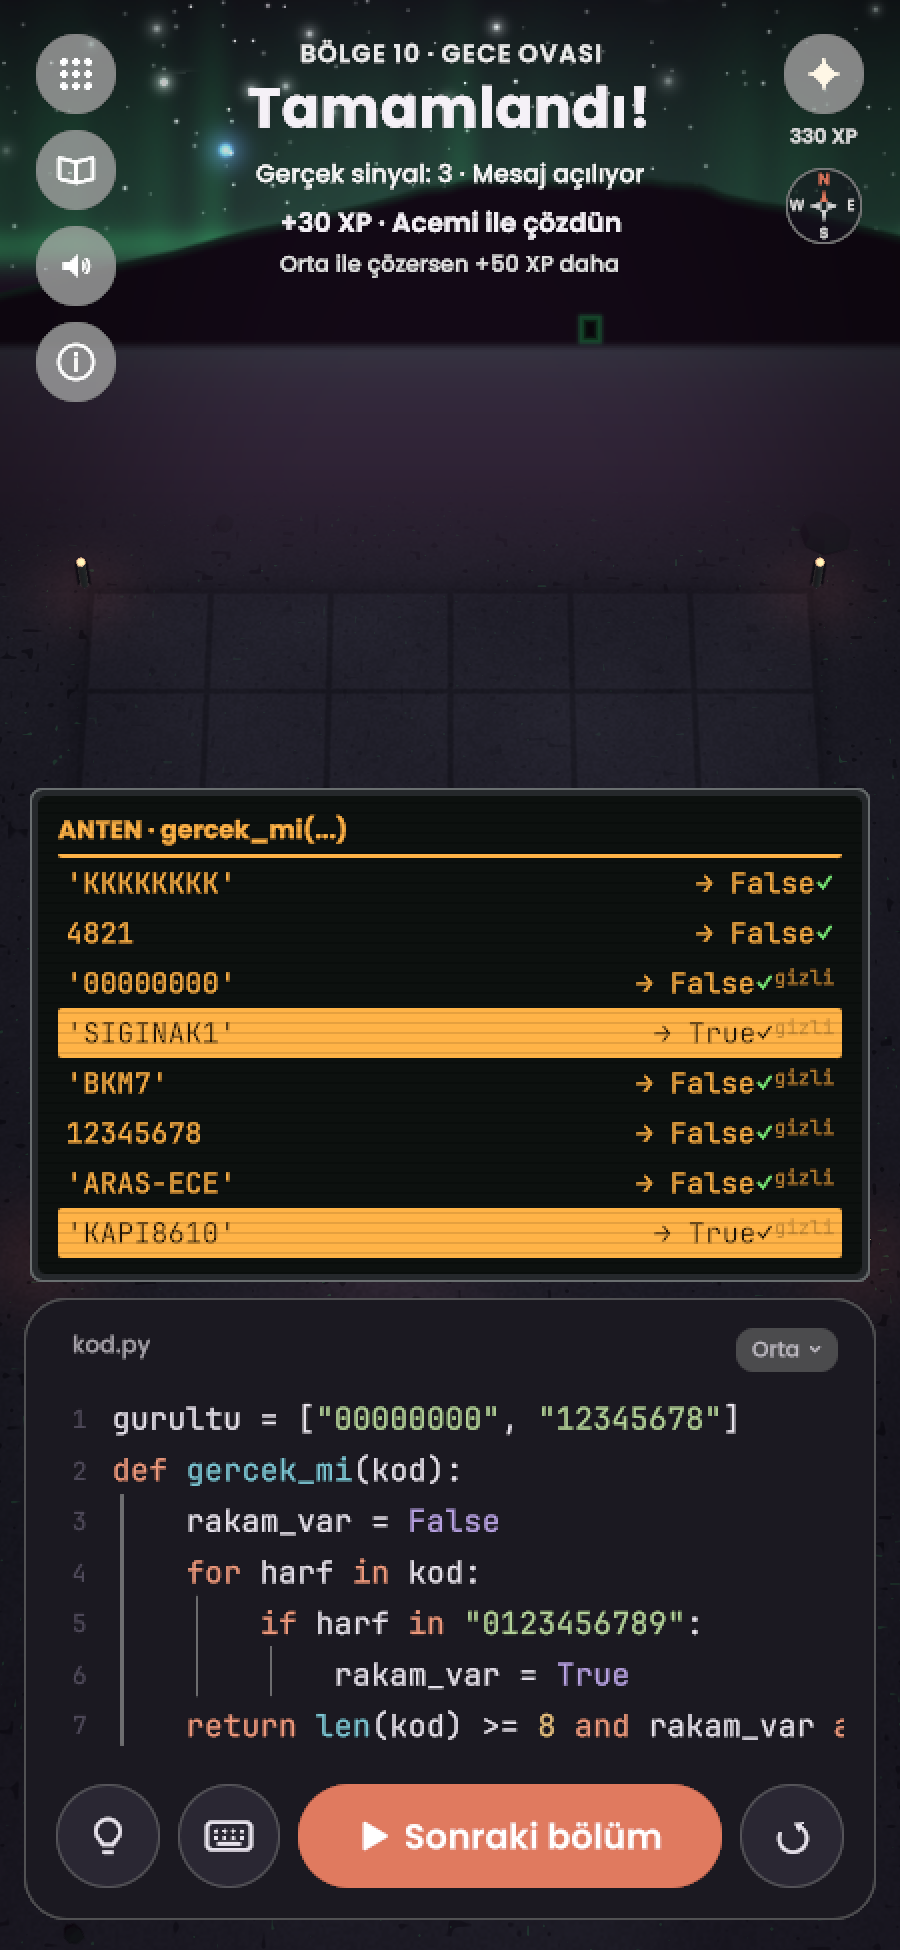 BÖLGE 10 · GECE OVASI
Tamamlandı!
330 XP
Gerçek sinyal: 3 · Mesaj açılıyor
N
W E
S
+30 XP · Acemi ile çözdün
Orta ile çözersen +50 XP daha
ANTEN · gercek_mi(...)
'KKKKKKKK' → False✓
4821 → False✓
'00000000' → False✓gizli
'SIGINAK1' → True✓gizli
'BKM7' → False✓gizli
12345678 → False✓gizli
'ARAS-ECE' → False✓gizli
'KAPI8610' → True✓gizli
kod.py
Orta
1 gurultu = ["00000000", "12345678"]
2 def gercek_mi(kod):
3 rakam_var = False
4 for harf in kod:
5 if harf in "0123456789":
6 rakam_var = True
7 return len(kod) >= 8 and rakam_var
Sonraki bölüm